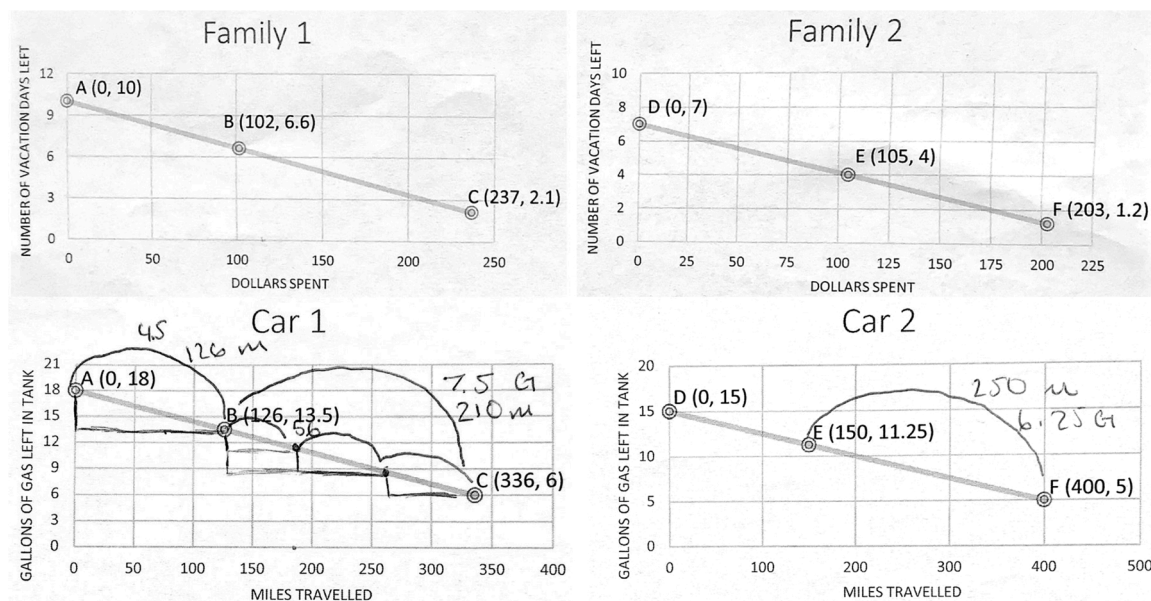 Family 1
NUMBER OF VACATION DAYS LEFT
12
9
6
3
0
A (0, 10)
B (102, 6.6)
C (237, 2.1)
0 50 100 150 200 250
DOLLARS SPENT
Family 2
NUMBER OF VACATION DAYS LEFT
10
8
6
4
2
0
D (0, 7)
E (105, 4)
F (203, 1.2)
0 25 50 75 100 125 150 175 200 225
DOLLARS SPENT
Car 1
GALLONS OF GAS LEFT IN TANK
21
18
15
12
9
6
3
0
4.5
126 m
7.5 G
210 m
A (0, 18)
B (126, 13.5)
56
C (336, 6)
0 50 100 150 200 250 300 350 400
MILES TRAVELLED
Car 2
GALLONS OF GAS LEFT IN TANK
20
15
10
5
0
250 m
6.25 G
D (0, 15)
E (150, 11.25)
F (400, 5)
0 100 200 300 400 500
MILES TRAVELLED